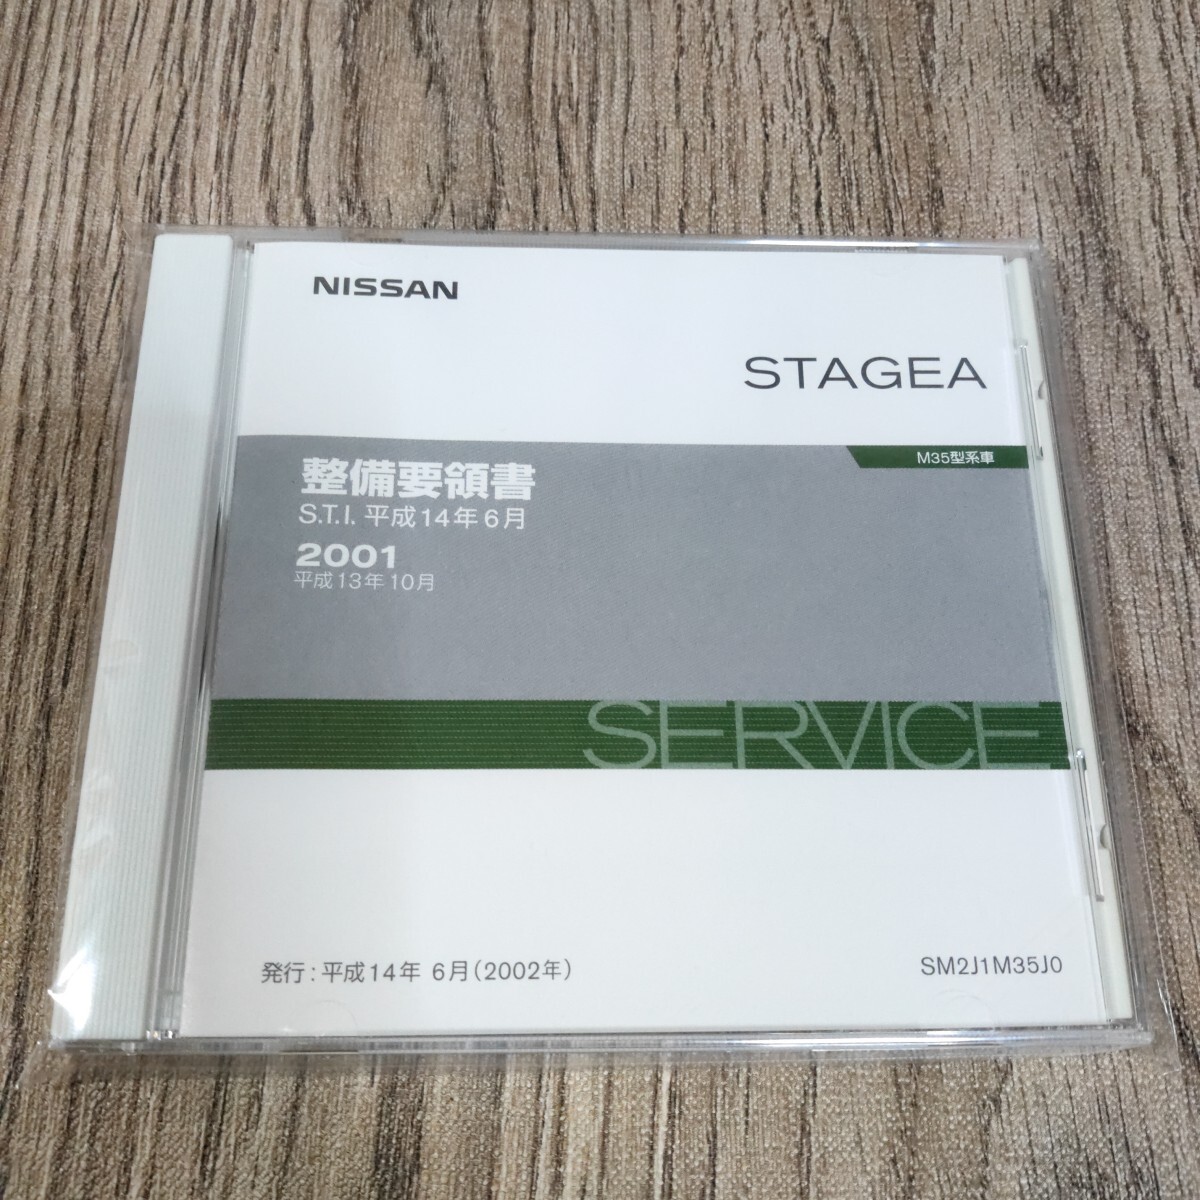 NISSAN
STAGEA
M35型系車
整備要領書
S.T.I. 平成14年6月
2001
平成13年10月
SERVICE
発行：平成14年 6月(2002年)
SM2J1M35J0